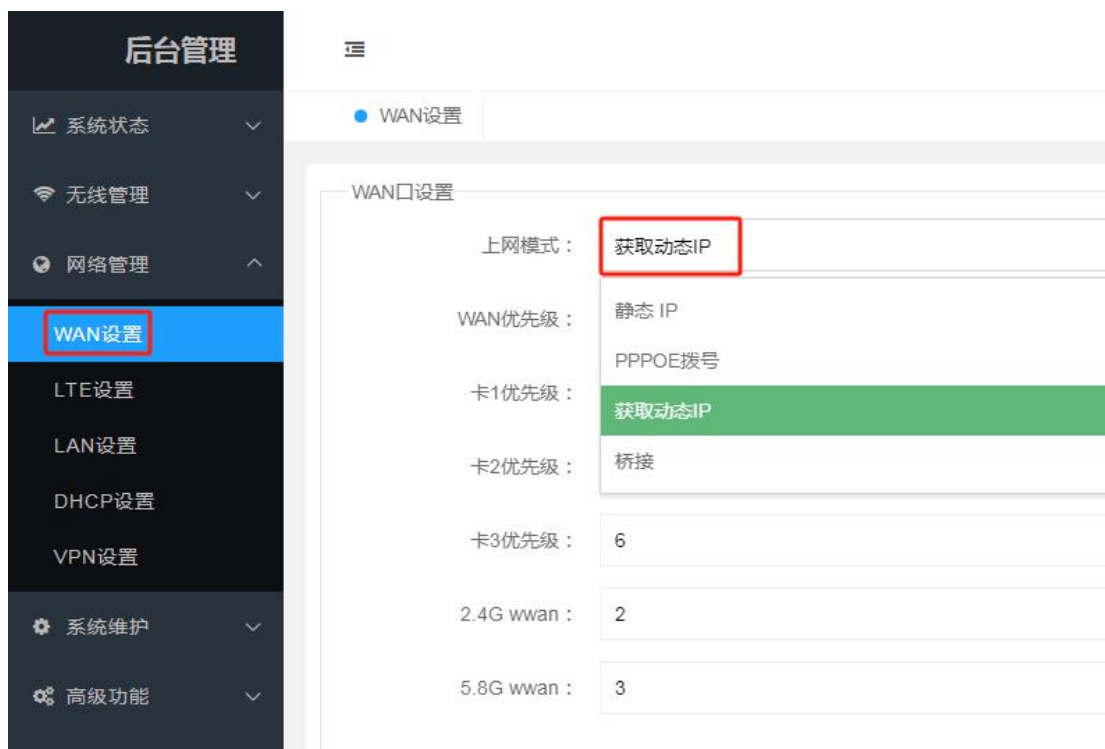 后台管理
系统状态
无线管理
网络管理
WAN设置
LTE设置
LAN设置
DHCP设置
VPN设置
系统维护
高级功能
WAN设置
WAN口设置
上网模式： 获取动态IP
静态 IP
PPPOE拨号
获取动态IP
桥接
WAN优先级：
卡1优先级：
卡2优先级：
卡3优先级： 6
2.4G wwan： 2
5.8G wwan： 3